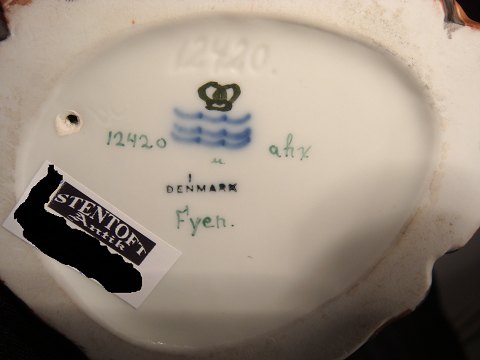 12420.
12420
ahx
DENMARK
Fyen.
STENTOFT
Antik